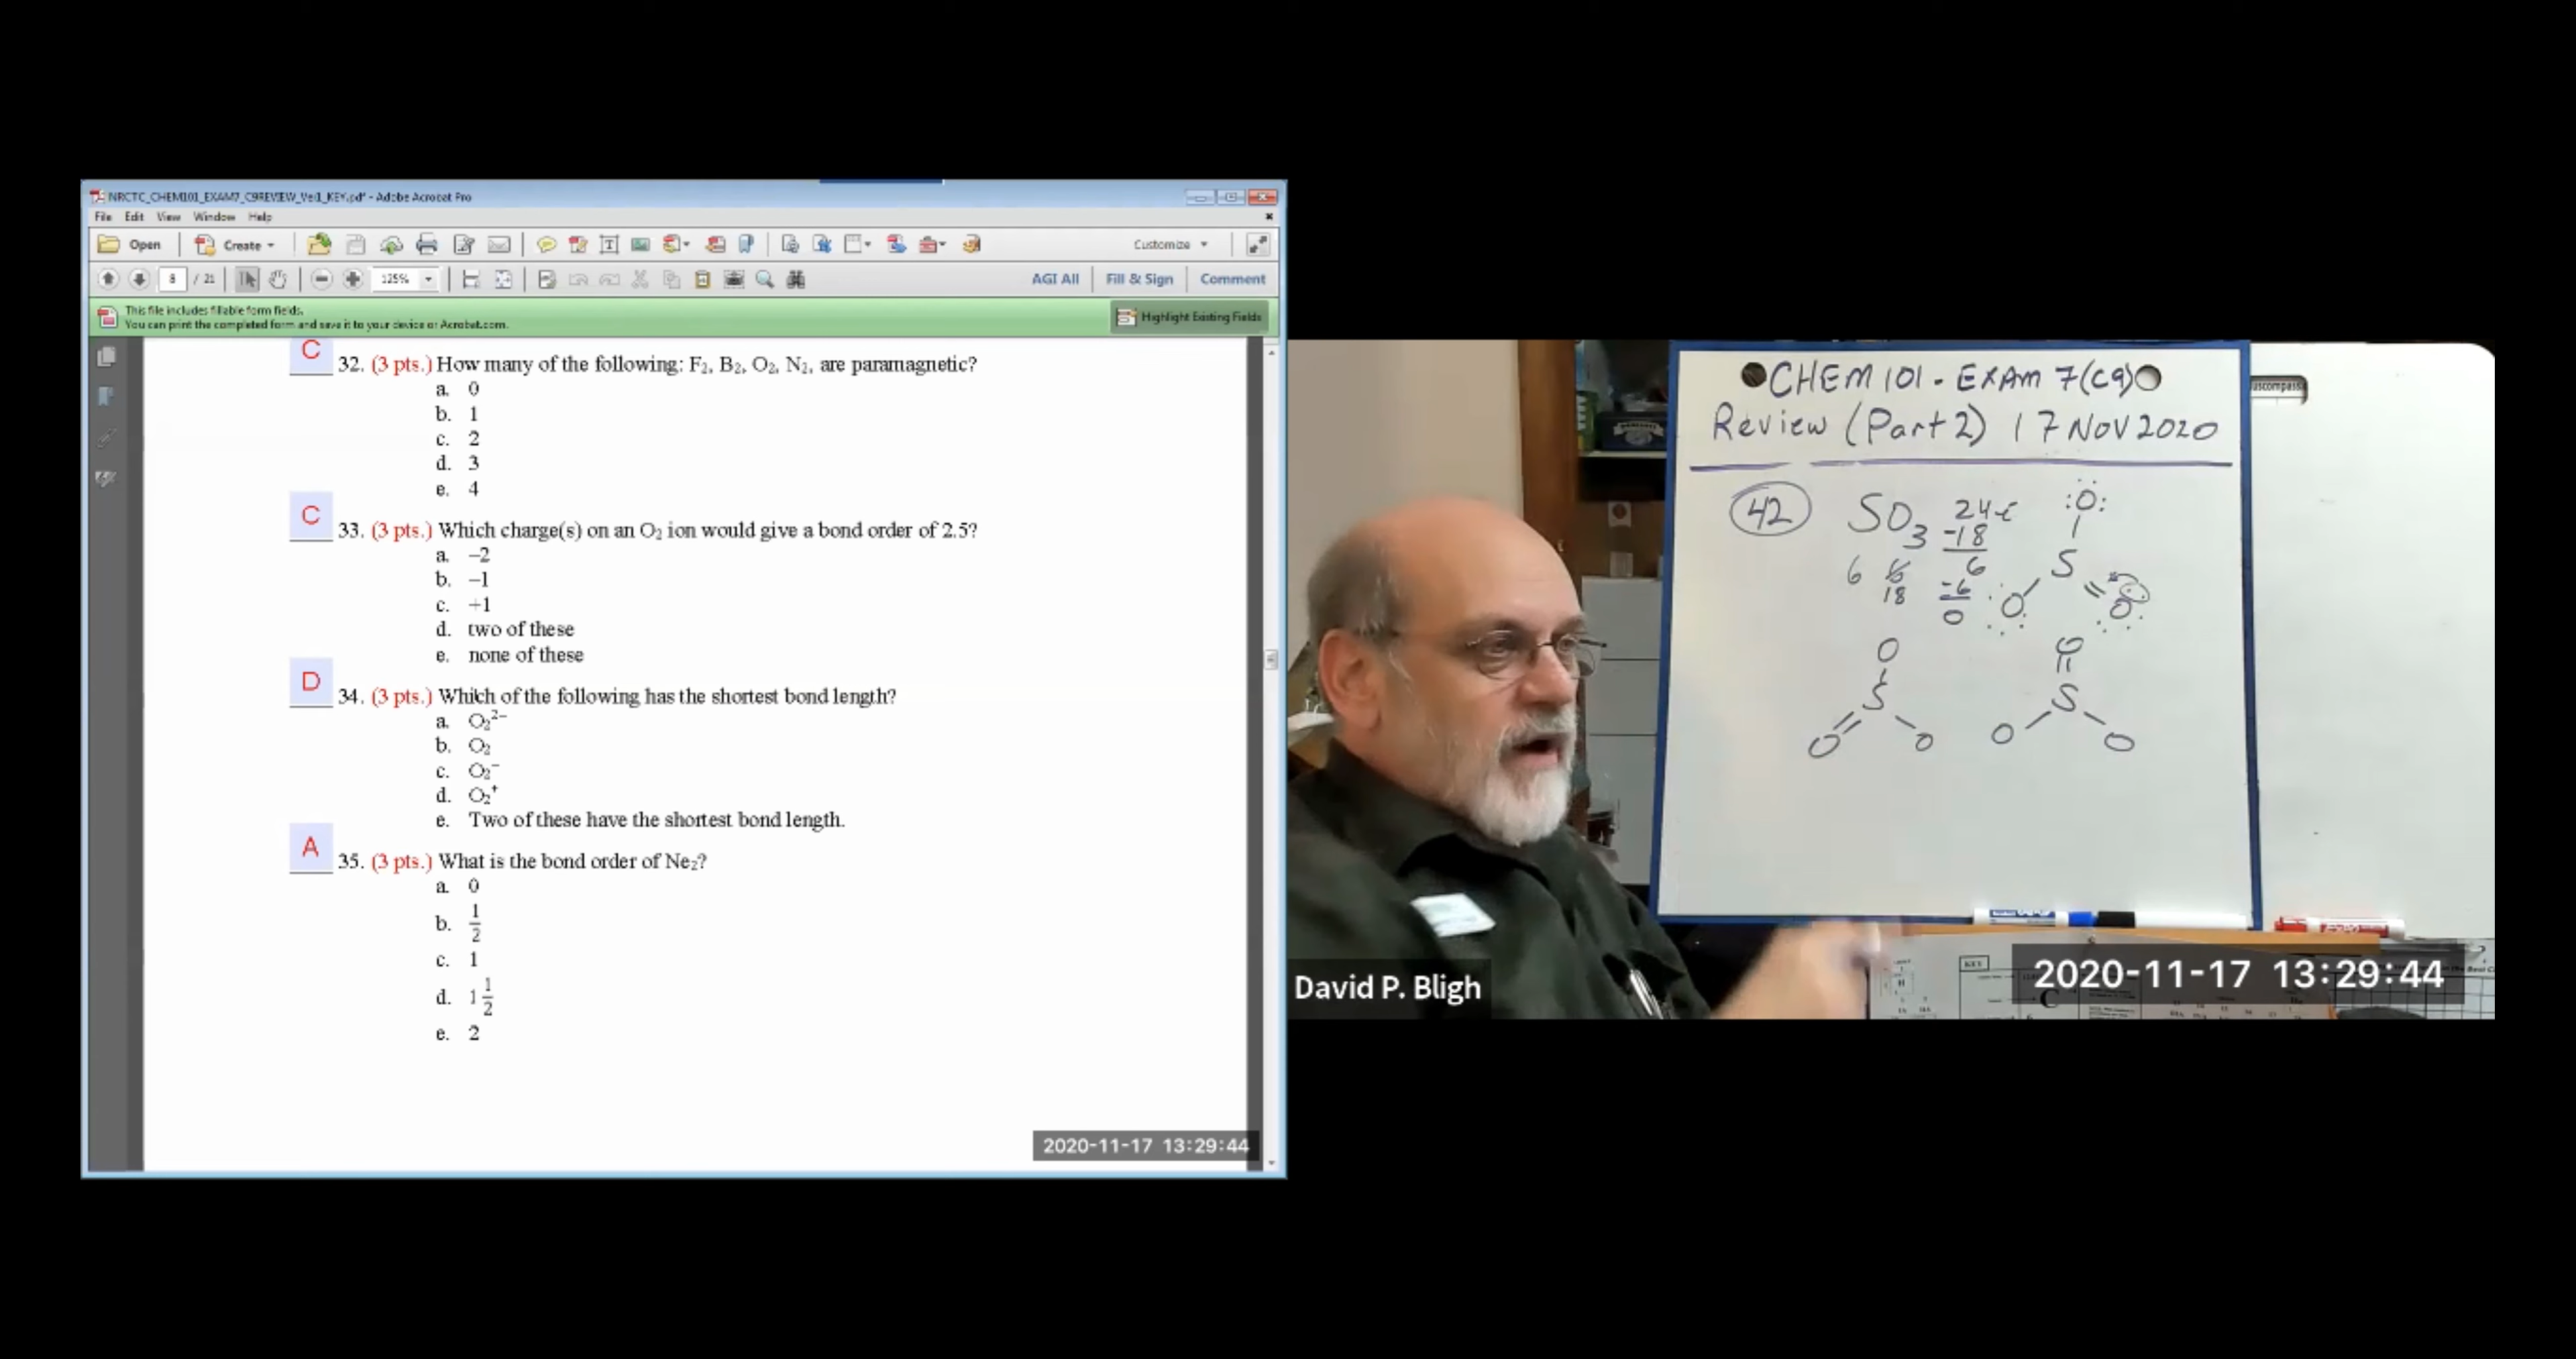 NRCTC_CHEM101_EXAM7_C9REVIEW_Ver1_KEY.pdf* - Adobe Acrobat Pro
File Edit View Window Help
Open Create Customize
8 / 21 125% AGI All Fill & Sign Comment
This file includes fillable form fields.
You can print the completed form and save it to your device or Acrobat.com.
Highlight Existing Fields
C 32. (3 pts.) How many of the following: F₂, B₂, O₂, N₂, are paramagnetic?
a. 0
b. 1
c. 2
d. 3
e. 4
C 33. (3 pts.) Which charge(s) on an O₂ ion would give a bond order of 2.5?
a. –2
b. –1
c. +1
d. two of these
e. none of these
D 34. (3 pts.) Which of the following has the shortest bond length?
a. O₂²⁻
b. O₂
c. O₂⁻
d. O₂⁺
e. Two of these have the shortest bond length.
A 35. (3 pts.) What is the bond order of Ne₂?
a. 0
b. 1/2
c. 1
d. 1 1/2
e. 2
2020-11-17 13:29:44
CHEM 101 - EXAM 7 (C9)
Review (Part 2) 17 NOV 2020
42 SO₃ 24e⁻ :Ö:
-18
6 6 6 S
18 -6 O O
0
O O
S S
O O O O
David P. Bligh
2020-11-17 13:29:44